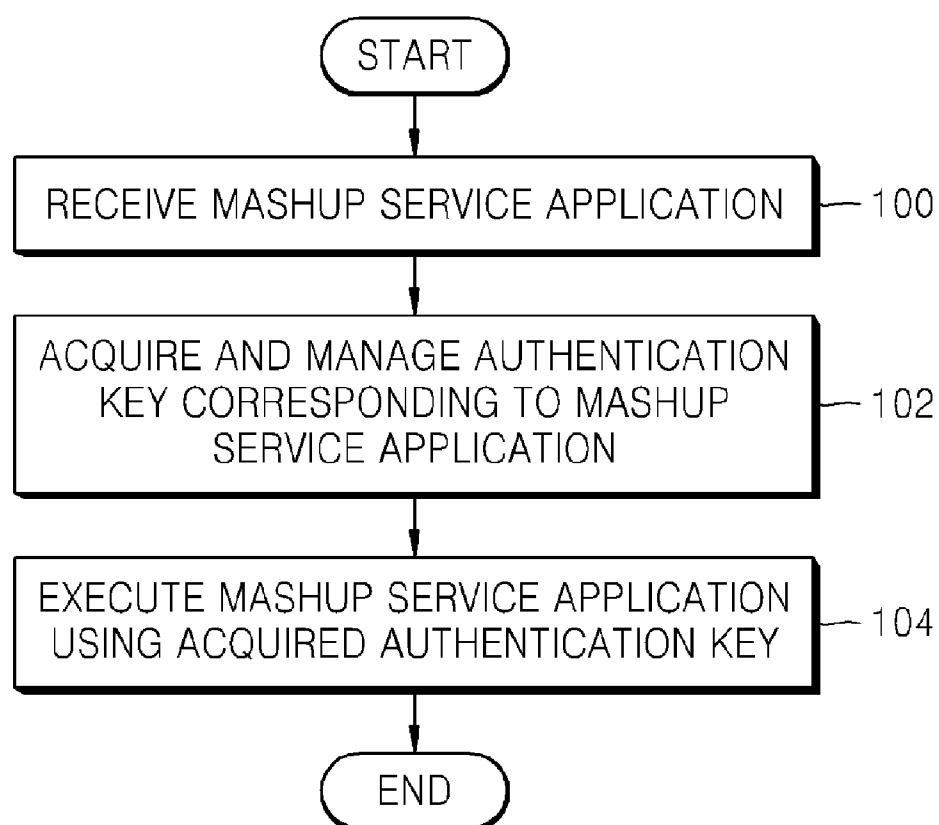 START
RECEIVE MASHUP SERVICE APPLICATION
100
ACQUIRE AND MANAGE AUTHENTICATION
KEY CORRESPONDING TO MASHUP
SERVICE APPLICATION
102
EXECUTE MASHUP SERVICE APPLICATION
USING ACQUIRED AUTHENTICATION KEY
104
END